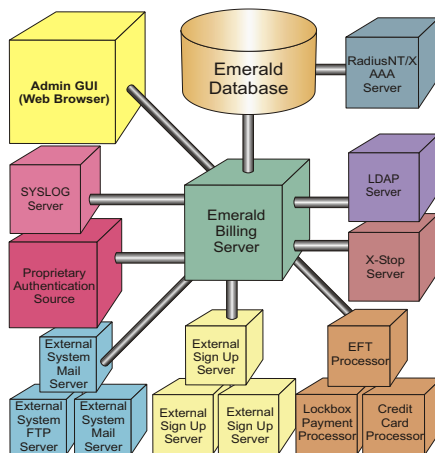 Admin GUI
(Web Browser)
Emerald
Database
RadiusNT/X
AAA
Server
SYSLOG
Server
Emerald
Billing
Server
LDAP
Server
Proprietary
Authentication
Source
X-Stop
Server
External
System
Mail
Server
External
Sign Up
Server
EFT
Processor
External
System
FTP
Server
External
System
Mail
Server
External
Sign Up
Server
External
Sign Up
Server
Lockbox
Payment
Processor
Credit
Card
Processor